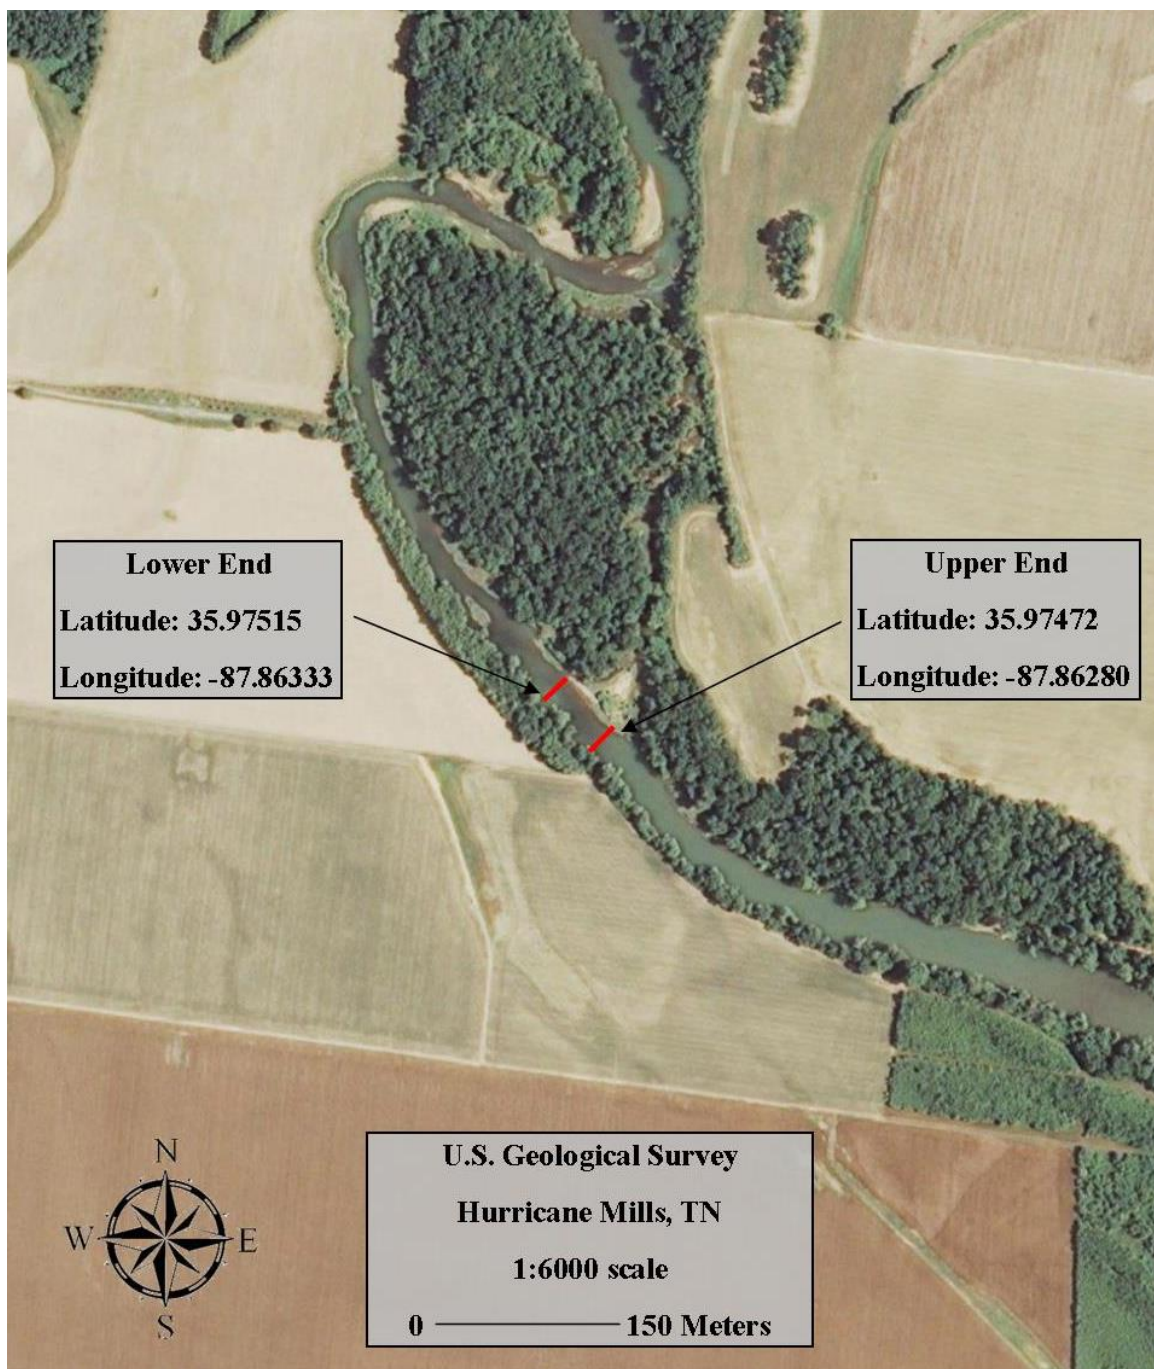 Lower End
Latitude: 35.97515
Longitude: -87.86333
Upper End
Latitude: 35.97472
Longitude: -87.86280
N
W E
S
U.S. Geological Survey
Hurricane Mills, TN
1:6000 scale
0 150 Meters